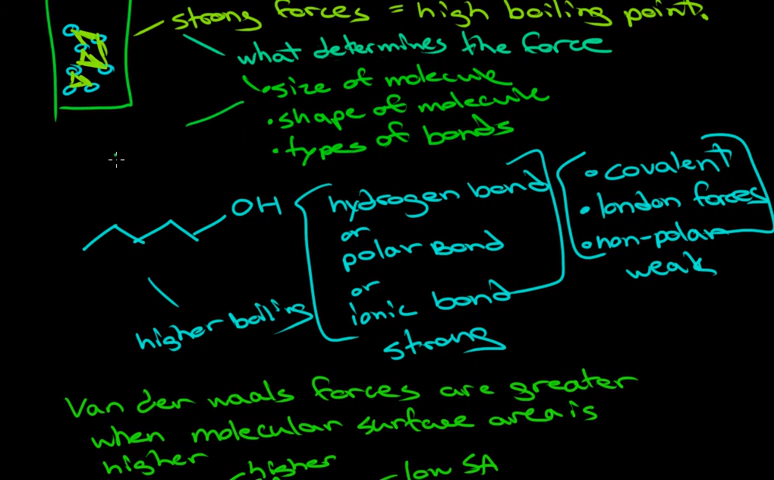 strong forces = high boiling point.
what determines the force
size of molecule
• shape of molecule
• types of bonds
OH
hydrogen bond
or
polar Bond
or
ionic bond
strong
• covalent
• london forces
• non-polar
weak
higher boiling
Van der waals forces are greater
when molecular surface area is
higher
higher
low SA